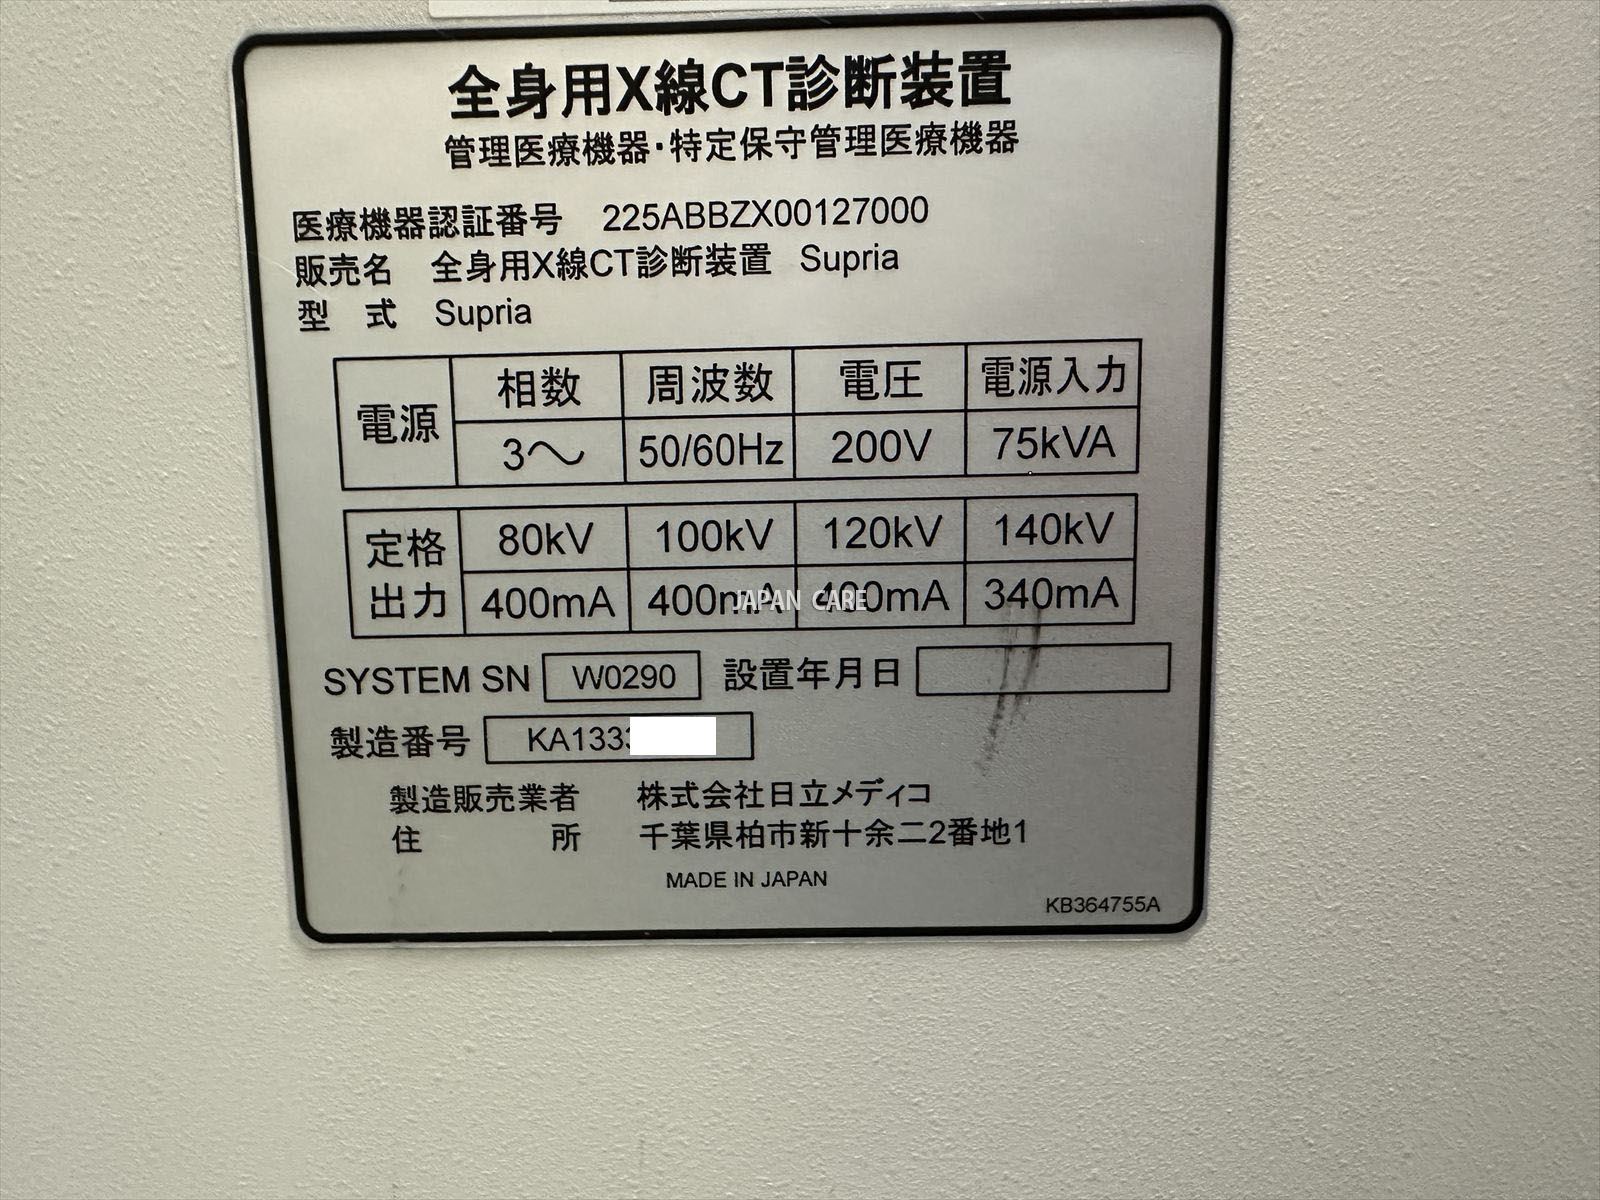 全身用X線CT診断装置
管理医療機器・特定保守管理医療機器
医療機器認証番号 225ABBZX00127000
販売名 全身用X線CT診断装置 Supria
型 式 Supria
電源 相数 周波数 電圧 電源入力
3～ 50/60Hz 200V 75kVA
定格出力 80kV 100kV 120kV 140kV
400mA 400mA 400mA 340mA
JAPAN CARE
SYSTEM SN W0290 設置年月日
製造番号 KA133
製造販売業者 株式会社日立メディコ
住 所 千葉県柏市新十余二2番地1
MADE IN JAPAN
KB364755A